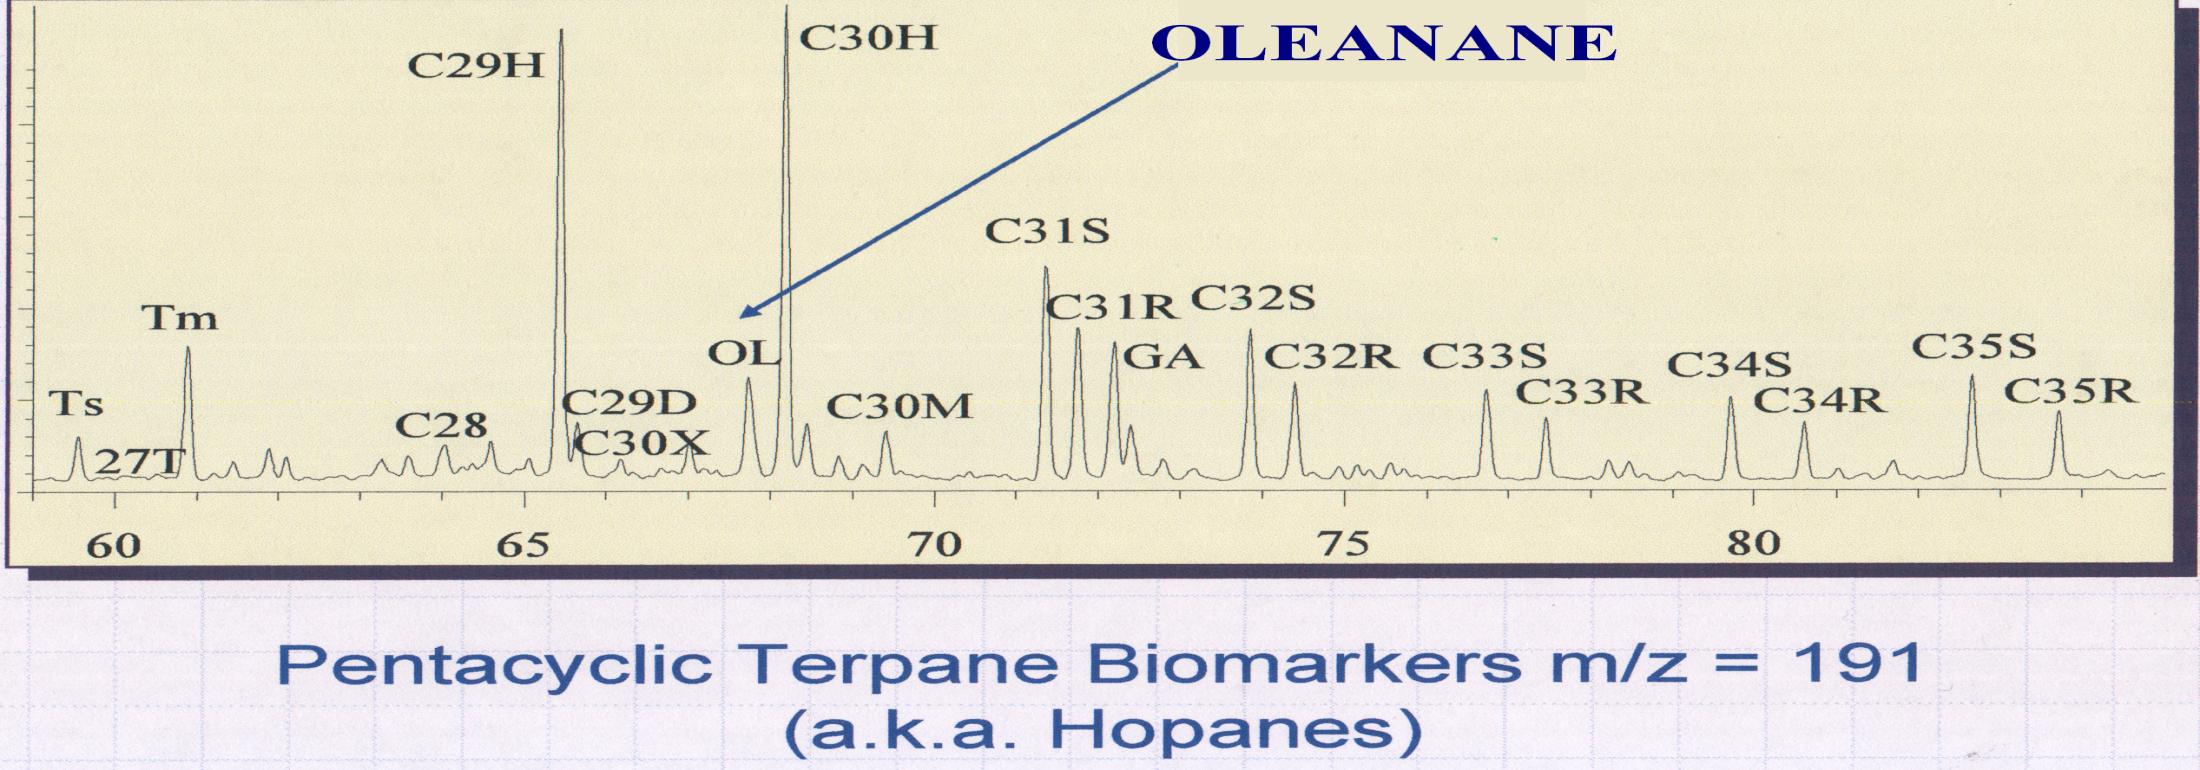 OLEANANE
C30H
C29H
C31S
C32S
C31R
Tm
C35S
OL
GA
C32R
C33S
C34S
C33R
C34R
C35R
Ts
C29D
C30M
C28
C30X
27T
60
65
70
75
80
Pentacyclic Terpane Biomarkers m/z = 191
(a.k.a. Hopanes)